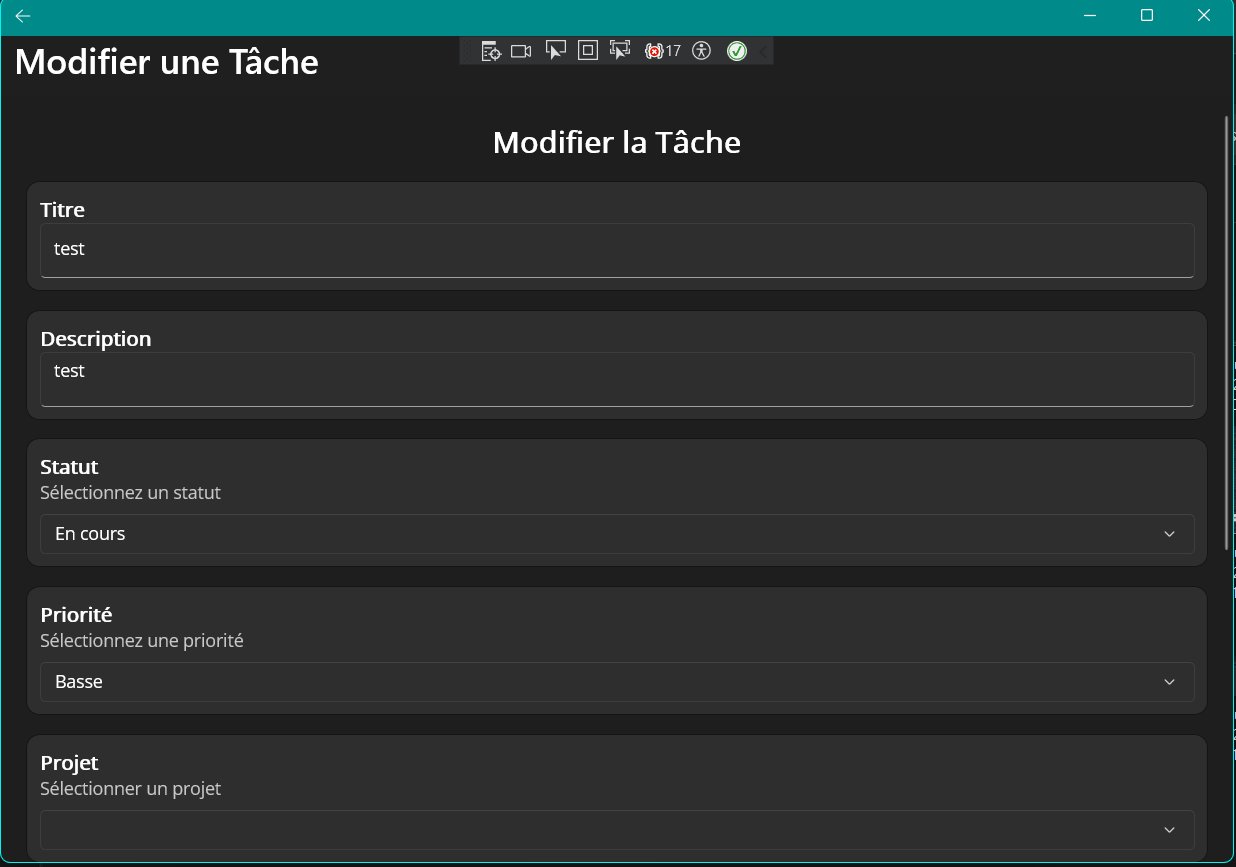 17
Modifier une Tâche
Modifier la Tâche
Titre
test
Description
test
Statut
Sélectionnez un statut
En cours
Priorité
Sélectionnez une priorité
Basse
Projet
Sélectionner un projet